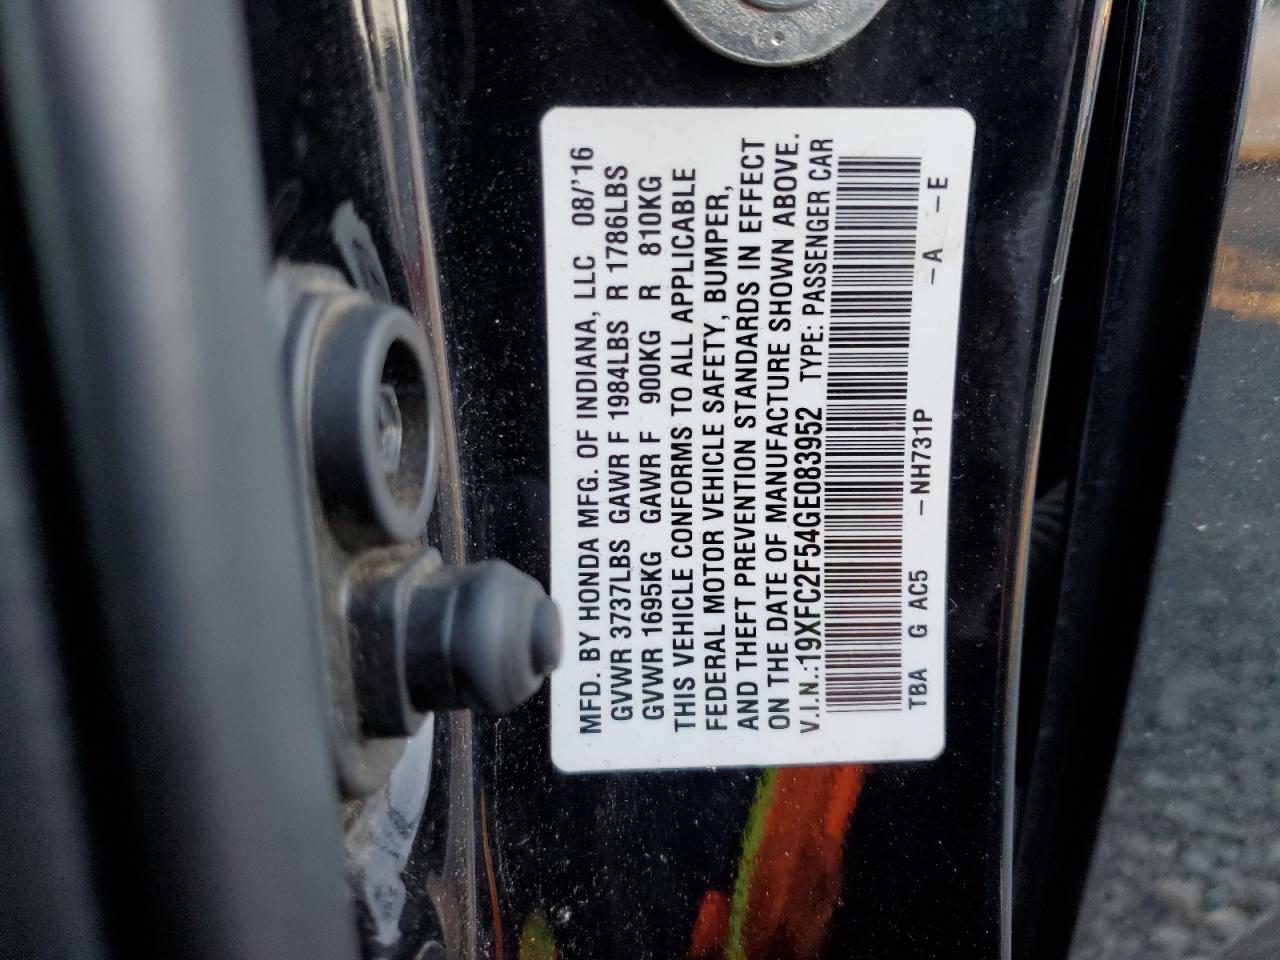 MFD. BY HONDA MFG. OF INDIANA, LLC 08/'16
GVWR 3737LBS GAWR F 1984LBS R 1786LBS
GVWR 1695KG GAWR F 900KG R 810KG
THIS VEHICLE CONFORMS TO ALL APPLICABLE
FEDERAL MOTOR VEHICLE SAFETY, BUMPER,
AND THEFT PREVENTION STANDARDS IN EFFECT
ON THE DATE OF MANUFACTURE SHOWN ABOVE.
V.I.N.:19XFC2F54GE083952 TYPE: PASSENGER CAR
TBA G AC5 -NH731P -A -E